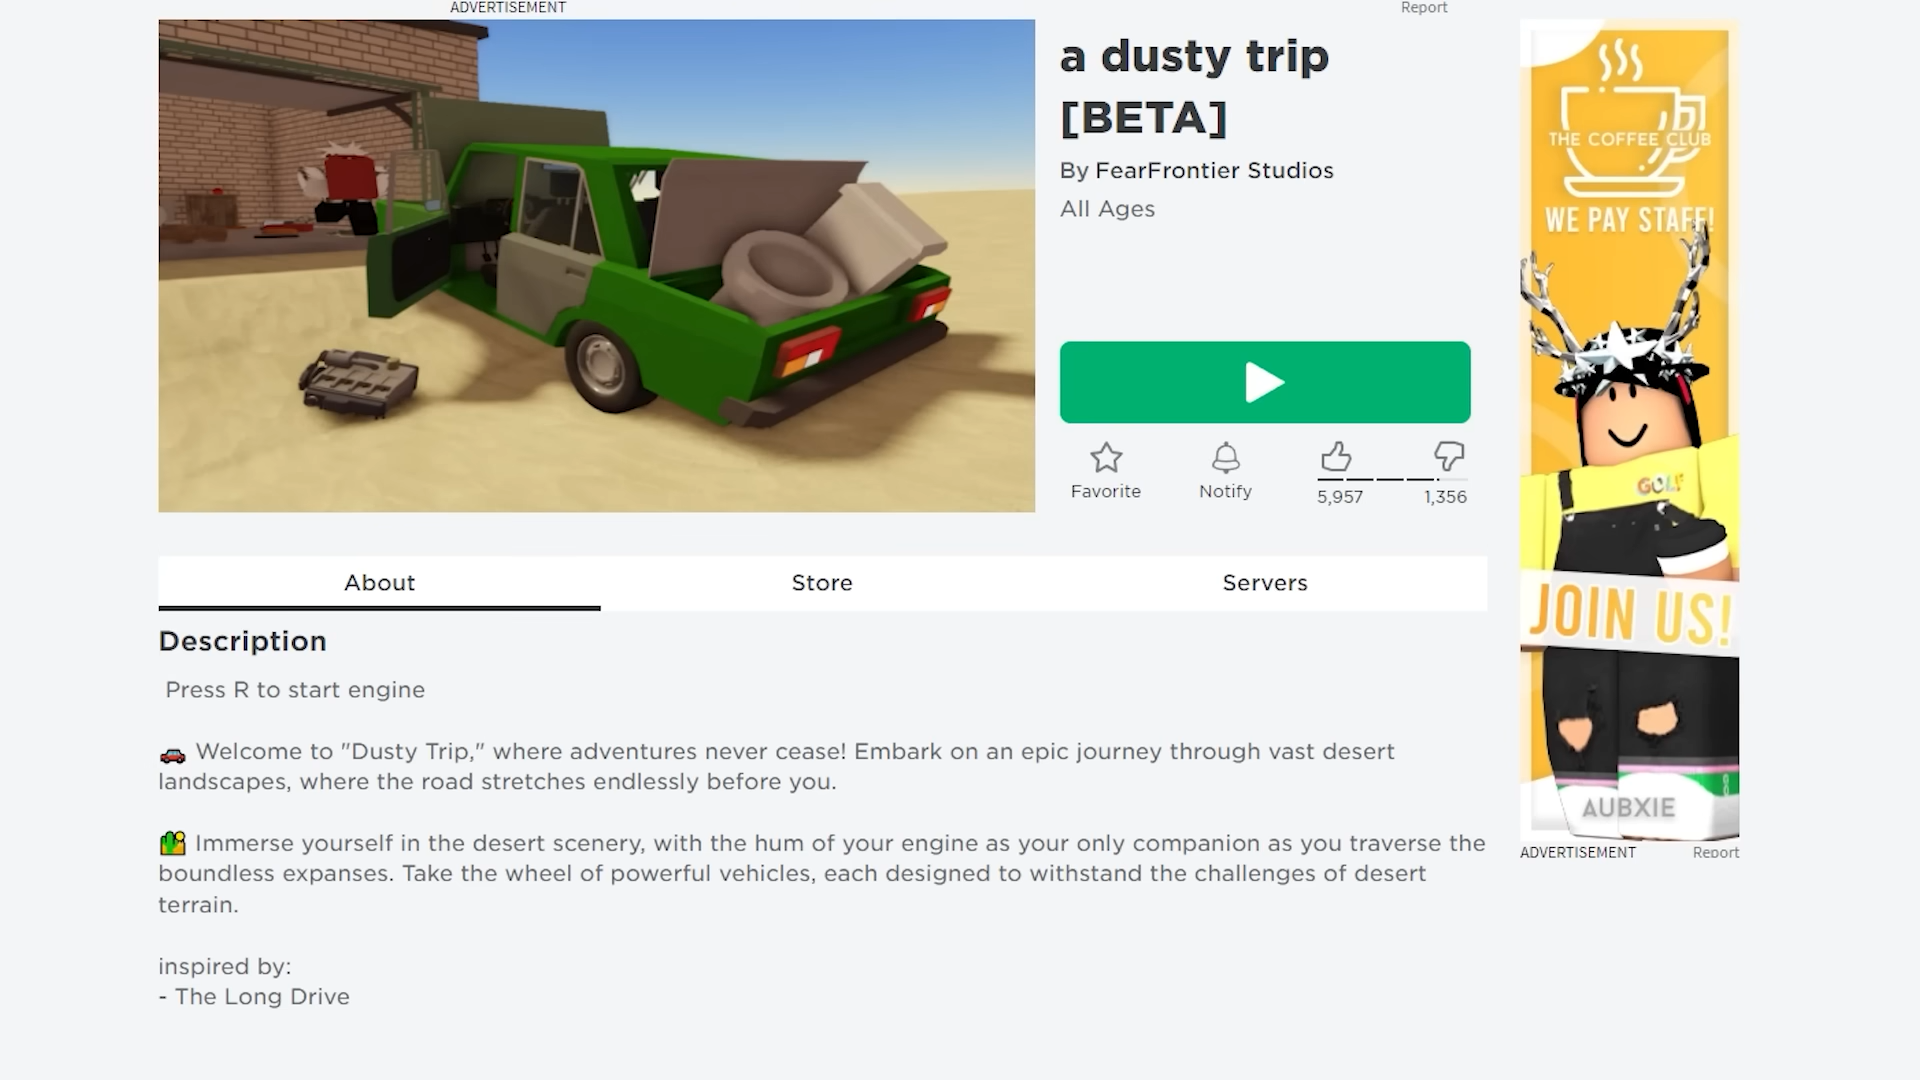 ADVERTISEMENT
Report
a dusty trip
[BETA]
By FearFrontier Studios
All Ages
Favorite
Notify
5,957
1,356
About
Store
Servers
Description
Press R to start engine
🚗 Welcome to "Dusty Trip," where adventures never cease! Embark on an epic journey through vast desert
landscapes, where the road stretches endlessly before you.
🏜️ Immerse yourself in the desert scenery, with the hum of your engine as your only companion as you traverse the
boundless expanses. Take the wheel of powerful vehicles, each designed to withstand the challenges of desert
terrain.
inspired by:
- The Long Drive
THE COFFEE CLUB
WE PAY STAFF!
GOLF
JOIN US!
AUBXIE
ADVERTISEMENT
Report